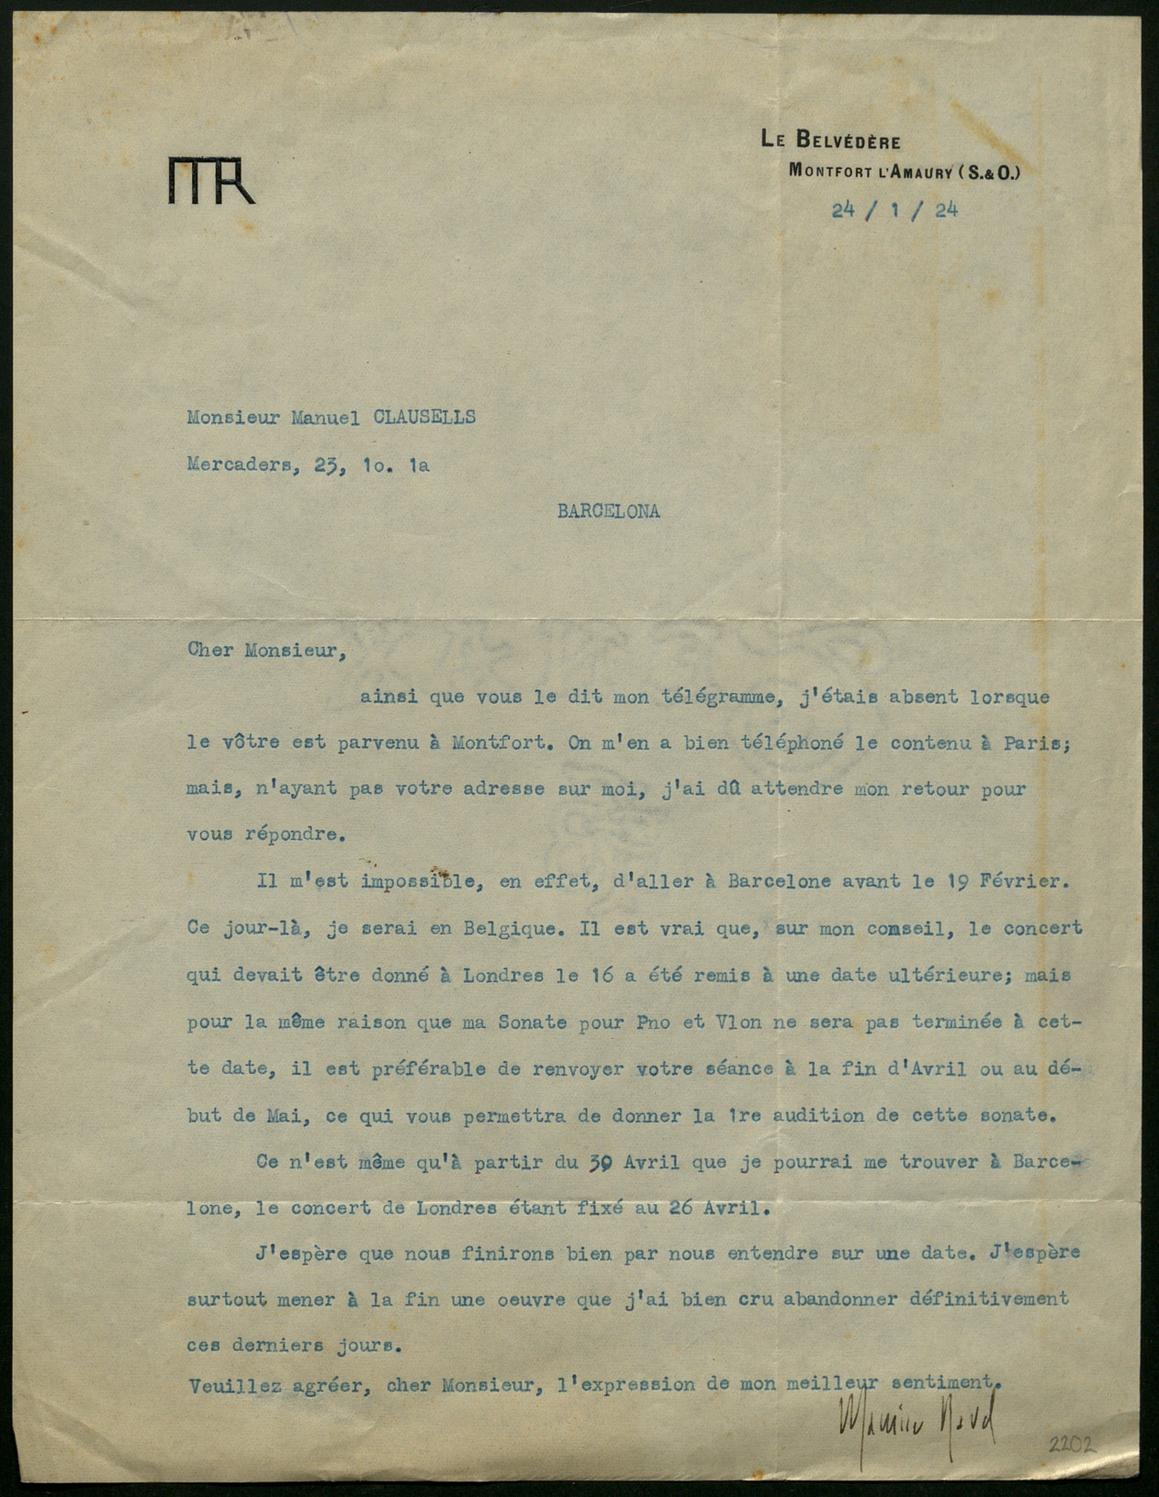 MR
LE BELVÉDÈRE
MONTFORT L'AMAURY (S.&O.)
24 / 1 / 24
Monsieur Manuel CLAUSELLS
Mercaders, 23, 1o. 1a
BARCELONA
Cher Monsieur,
ainsi que vous le dit mon télégramme, j'étais absent lorsque
le vôtre est parvenu à Montfort. On m'en a bien téléphoné le contenu à Paris;
mais, n'ayant pas votre adresse sur moi, j'ai dû attendre mon retour pour
vous répondre.
Il m'est impossible, en effet, d'aller à Barcelone avant le 19 Février.
Ce jour-là, je serai en Belgique. Il est vrai que, sur mon conseil, le concert
qui devait être donné à Londres le 16 a été remis à une date ultérieure; mais
pour la même raison que ma Sonate pour Pno et Vlon ne sera pas terminée à cet-
te date, il est préférable de renvoyer votre séance à la fin d'Avril ou au dé-
but de Mai, ce qui vous permettra de donner la 1re audition de cette sonate.
Ce n'est même qu'à partir du 30 Avril que je pourrai me trouver à Barce-
lone, le concert de Londres étant fixé au 26 Avril.
J'espère que nous finirons bien par nous entendre sur une date. J'espère
surtout mener à la fin une oeuvre que j'ai bien cru abandonner définitivement
ces derniers jours.
Veuillez agréer, cher Monsieur, l'expression de mon meilleur sentiment.
Maurice Ravel
2202